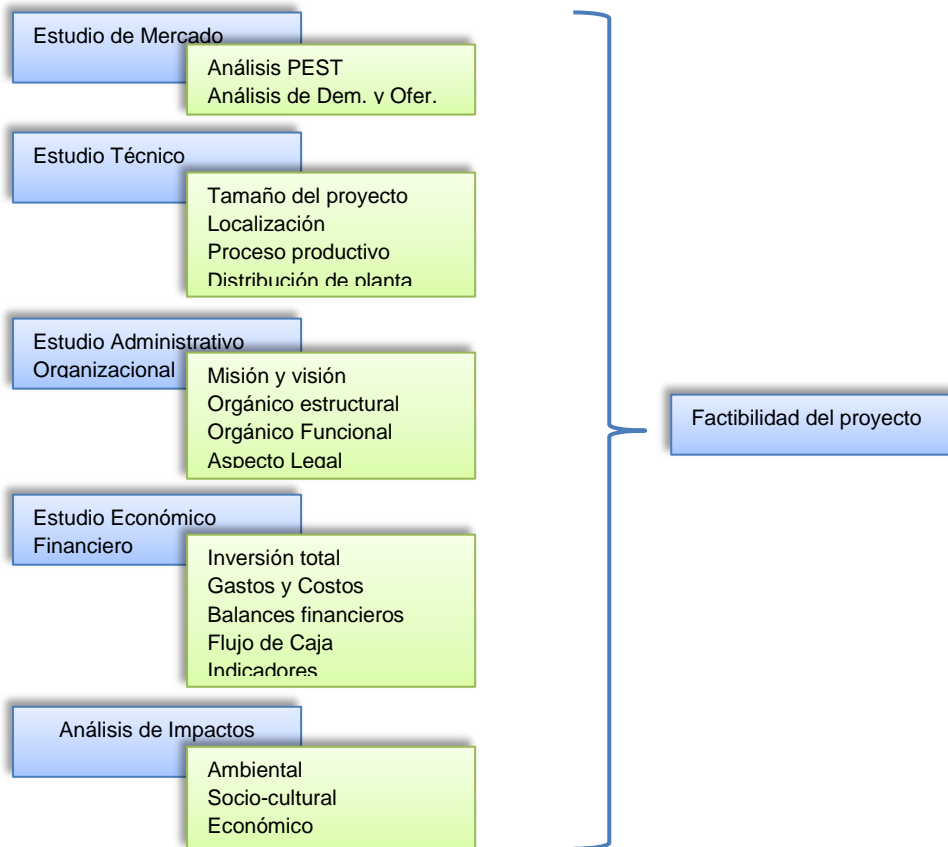 Estudio de Mercado
Análisis PEST
Análisis de Dem. y Ofer.
Estudio Técnico
Tamaño del proyecto
Localización
Proceso productivo
Distribución de planta
Estudio Administrativo
Organizacional
Misión y visión
Orgánico estructural
Orgánico Funcional
Aspecto Legal
Factibilidad del proyecto
Estudio Económico
Financiero
Inversión total
Gastos y Costos
Balances financieros
Flujo de Caja
Indicadores
Análisis de Impactos
Ambiental
Socio-cultural
Económico